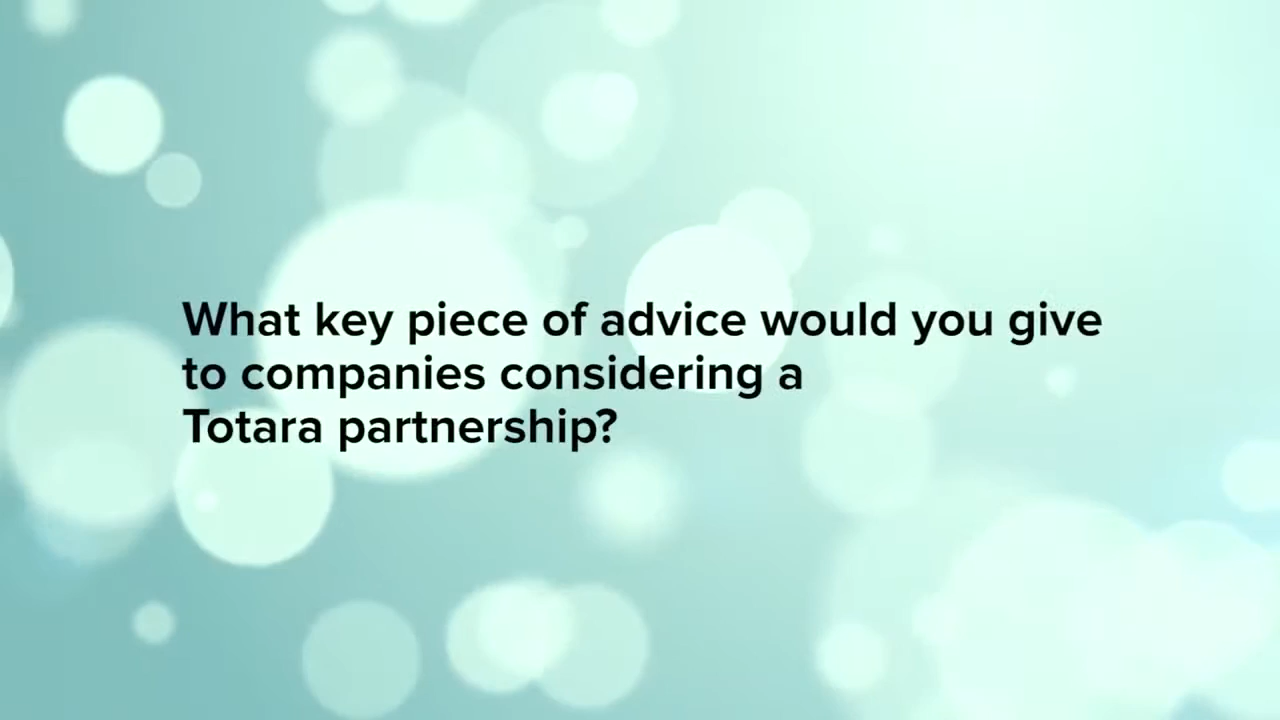 What key piece of advice would you give
to companies considering a
Totara partnership?